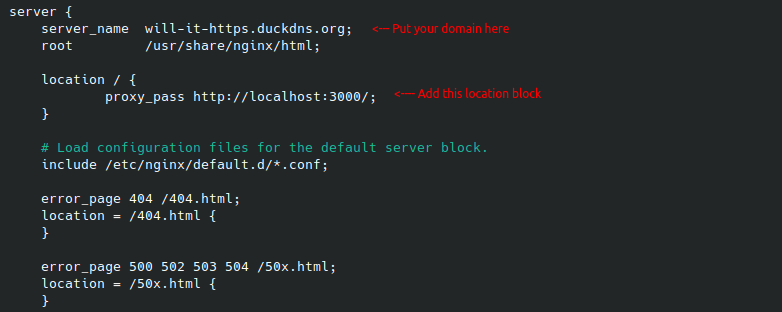 server {
    server_name  will-it-https.duckdns.org;  <--- Put your domain here
    root         /usr/share/nginx/html;

    location / {
            proxy_pass http://localhost:3000/;  <---- Add this location block
    }

    # Load configuration files for the default server block.
    include /etc/nginx/default.d/*.conf;

    error_page 404 /404.html;
    location = /404.html {
    }

    error_page 500 502 503 504 /50x.html;
    location = /50x.html {
    }